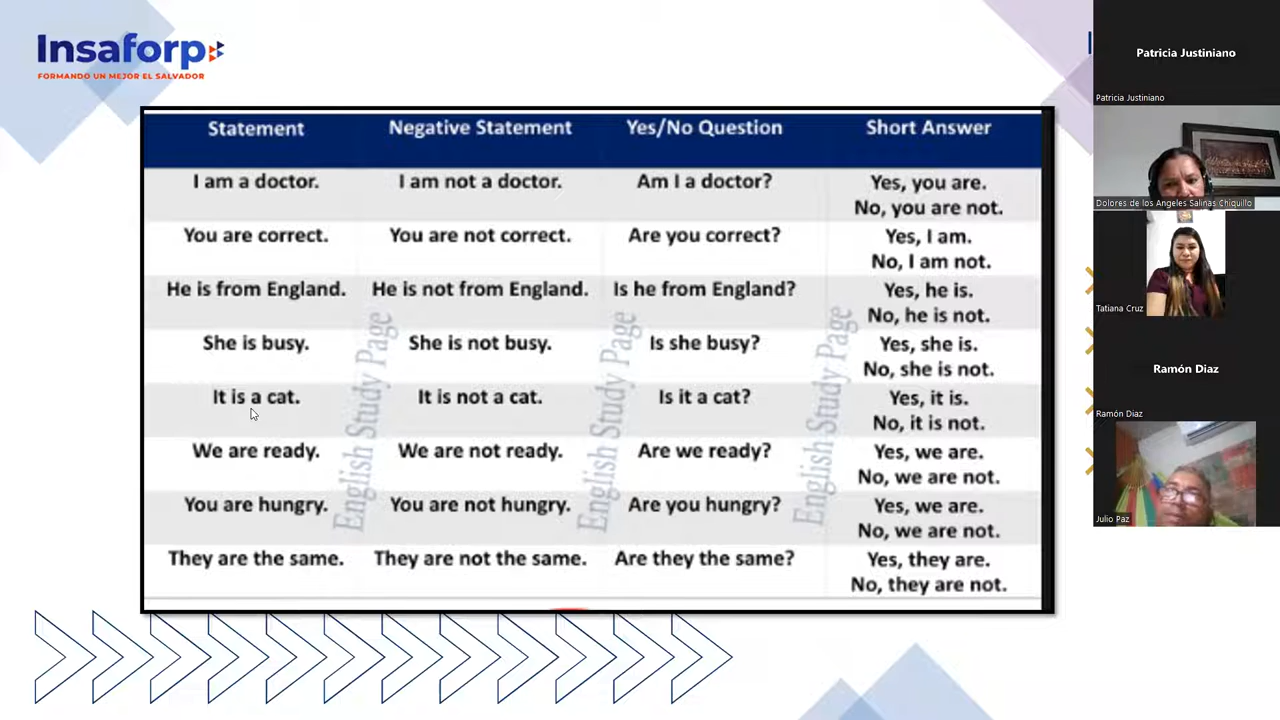 Insaforp
FORMANDO UN MEJOR EL SALVADOR
Statement Negative Statement Yes/No Question Short Answer
I am a doctor. I am not a doctor. Am I a doctor? Yes, you are.
No, you are not.
You are correct. You are not correct. Are you correct? Yes, I am.
No, I am not.
He is from England. He is not from England. Is he from England? Yes, he is.
No, he is not.
She is busy. She is not busy. Is she busy? Yes, she is.
No, she is not.
It is a cat. It is not a cat. Is it a cat? Yes, it is.
No, it is not.
We are ready. We are not ready. Are we ready? Yes, we are.
No, we are not.
You are hungry. You are not hungry. Are you hungry? Yes, we are.
No, we are not.
They are the same. They are not the same. Are they the same? Yes, they are.
No, they are not.
English Study Page
English Study Page
English Study Page
Patricia Justiniano
Patricia Justiniano
Dolores de los Angeles Salinas Chiquillo
Tatiana Cruz
Ramón Diaz
Ramón Diaz
Julio Paz